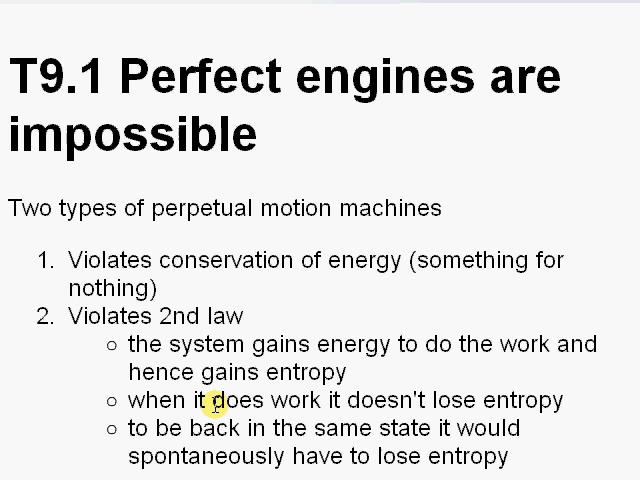 T9.1 Perfect engines are
impossible
Two types of perpetual motion machines
1. Violates conservation of energy (something for
nothing)
2. Violates 2nd law
○ the system gains energy to do the work and
hence gains entropy
○ when it does work it doesn't lose entropy
○ to be back in the same state it would
spontaneously have to lose entropy